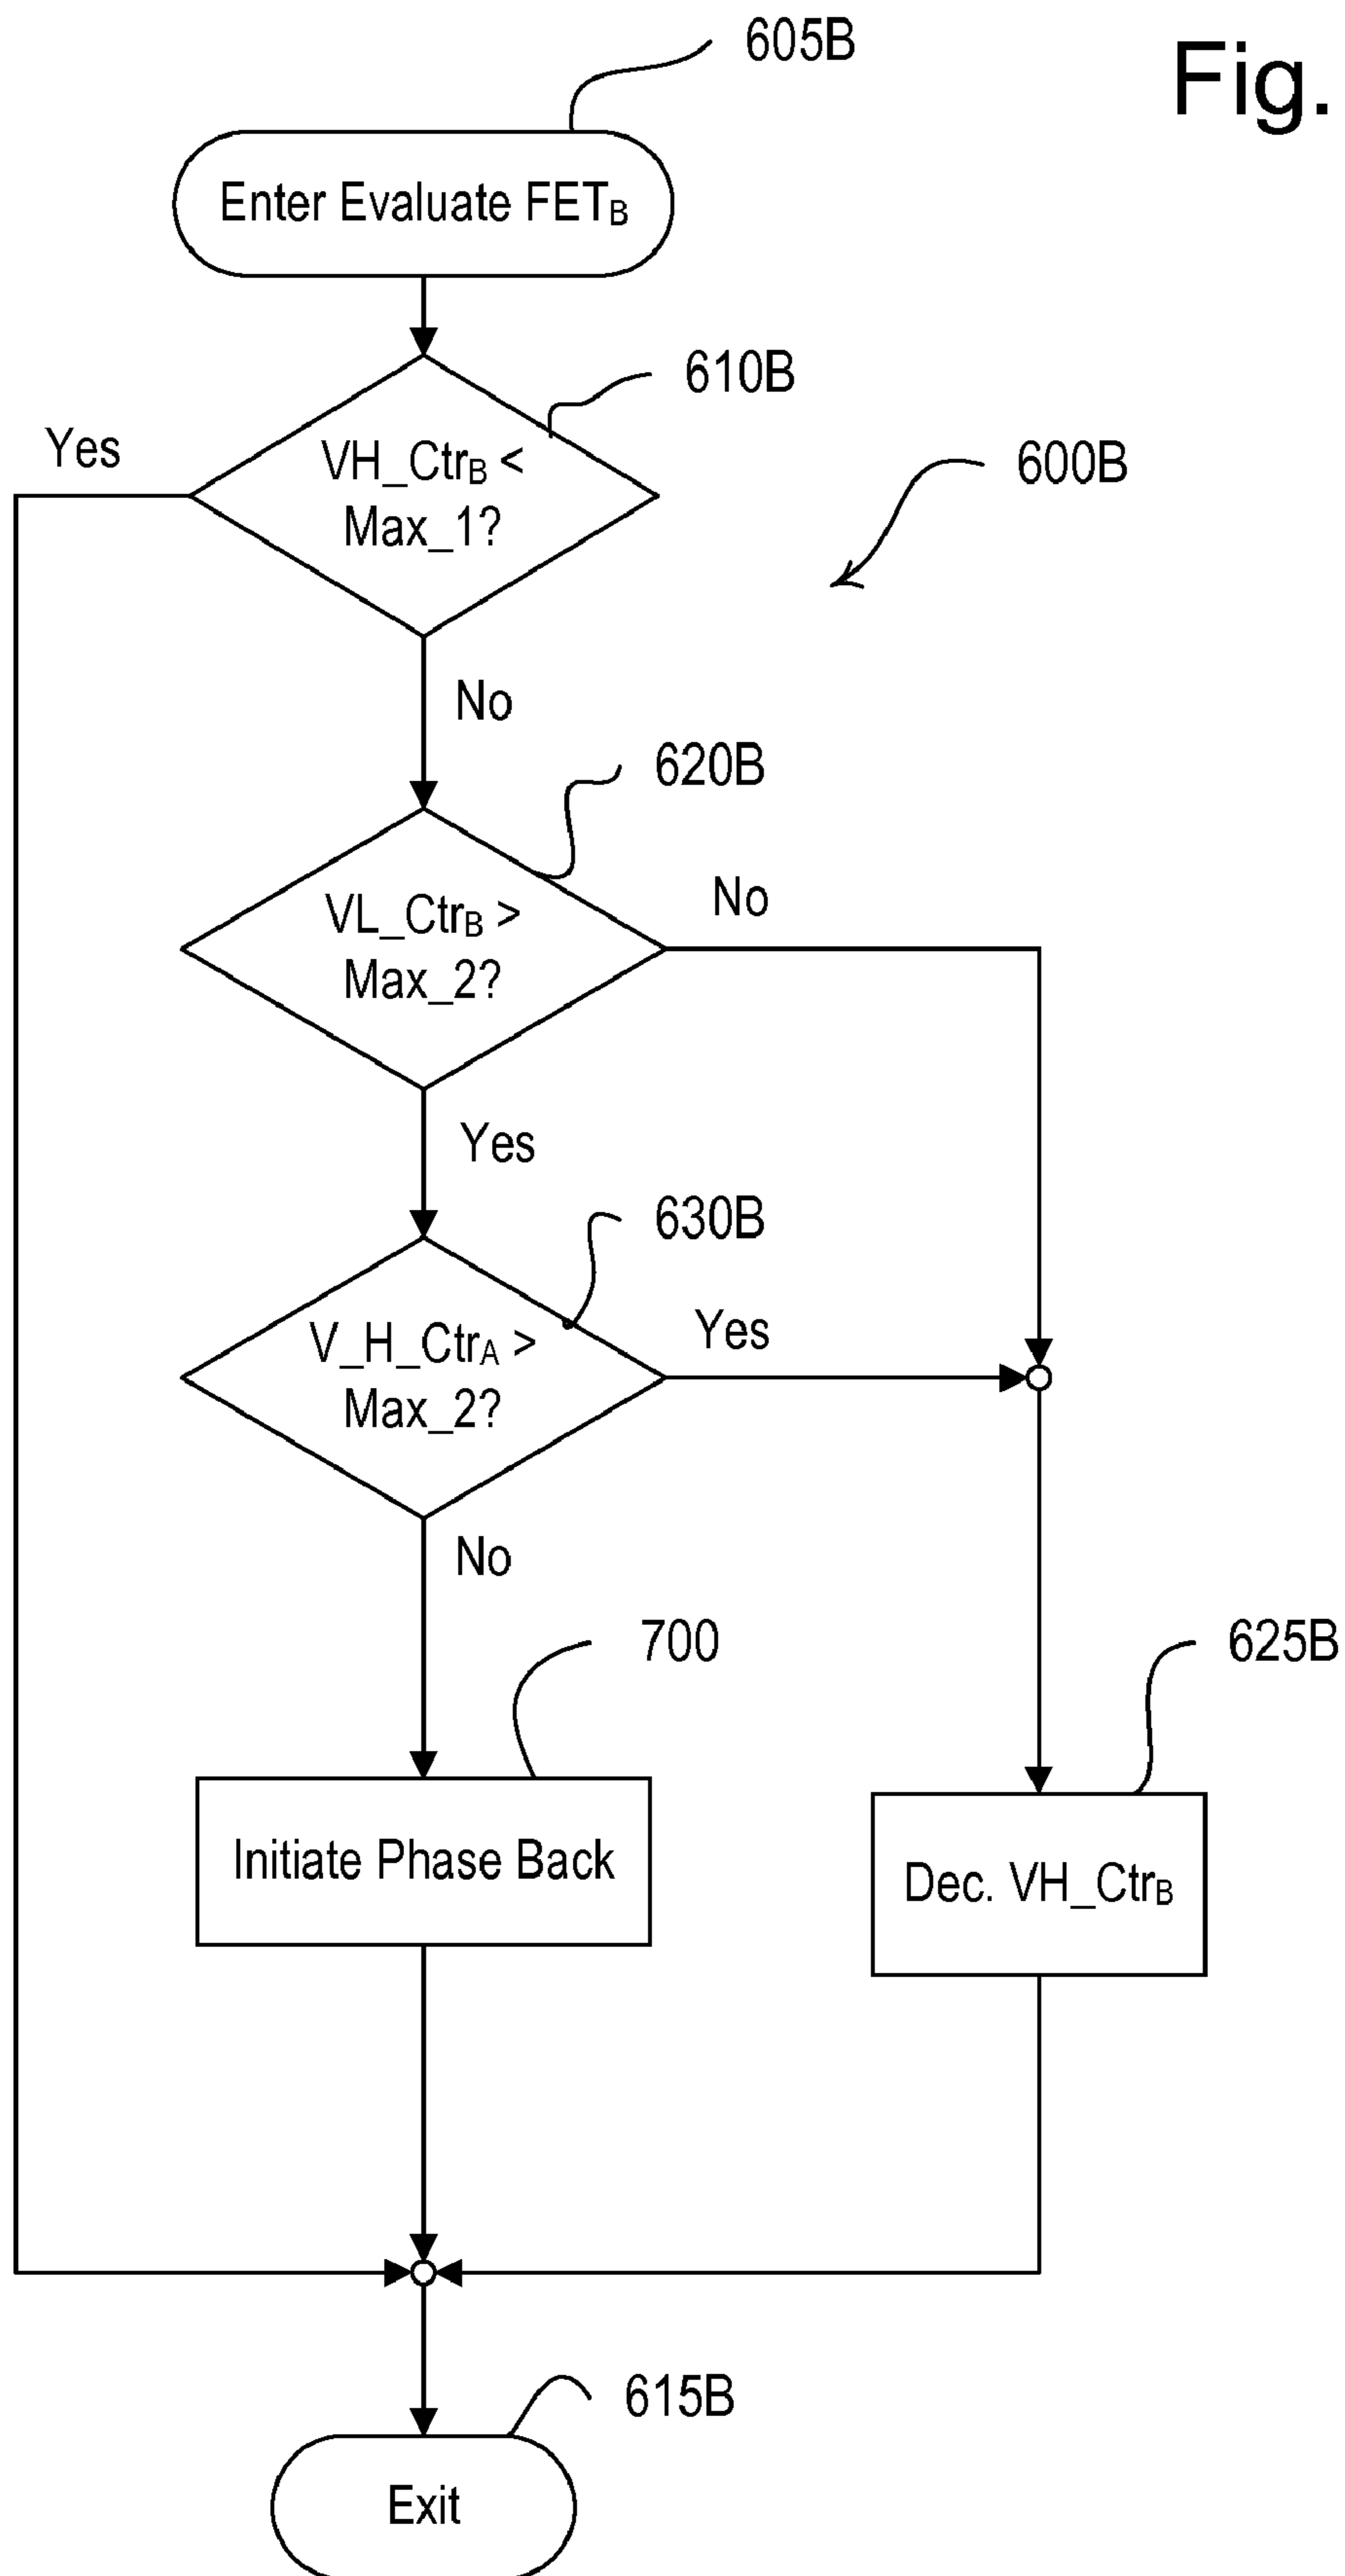 605B
Fig.
Enter Evaluate FETB
610B
Yes
VH_CtrB <
Max_1?
600B
No
620B
VL_CtrB >
Max_2?
No
Yes
630B
V_H_CtrA >
Max_2?
Yes
No
700
625B
Initiate Phase Back
Dec. VH_CtrB
615B
Exit